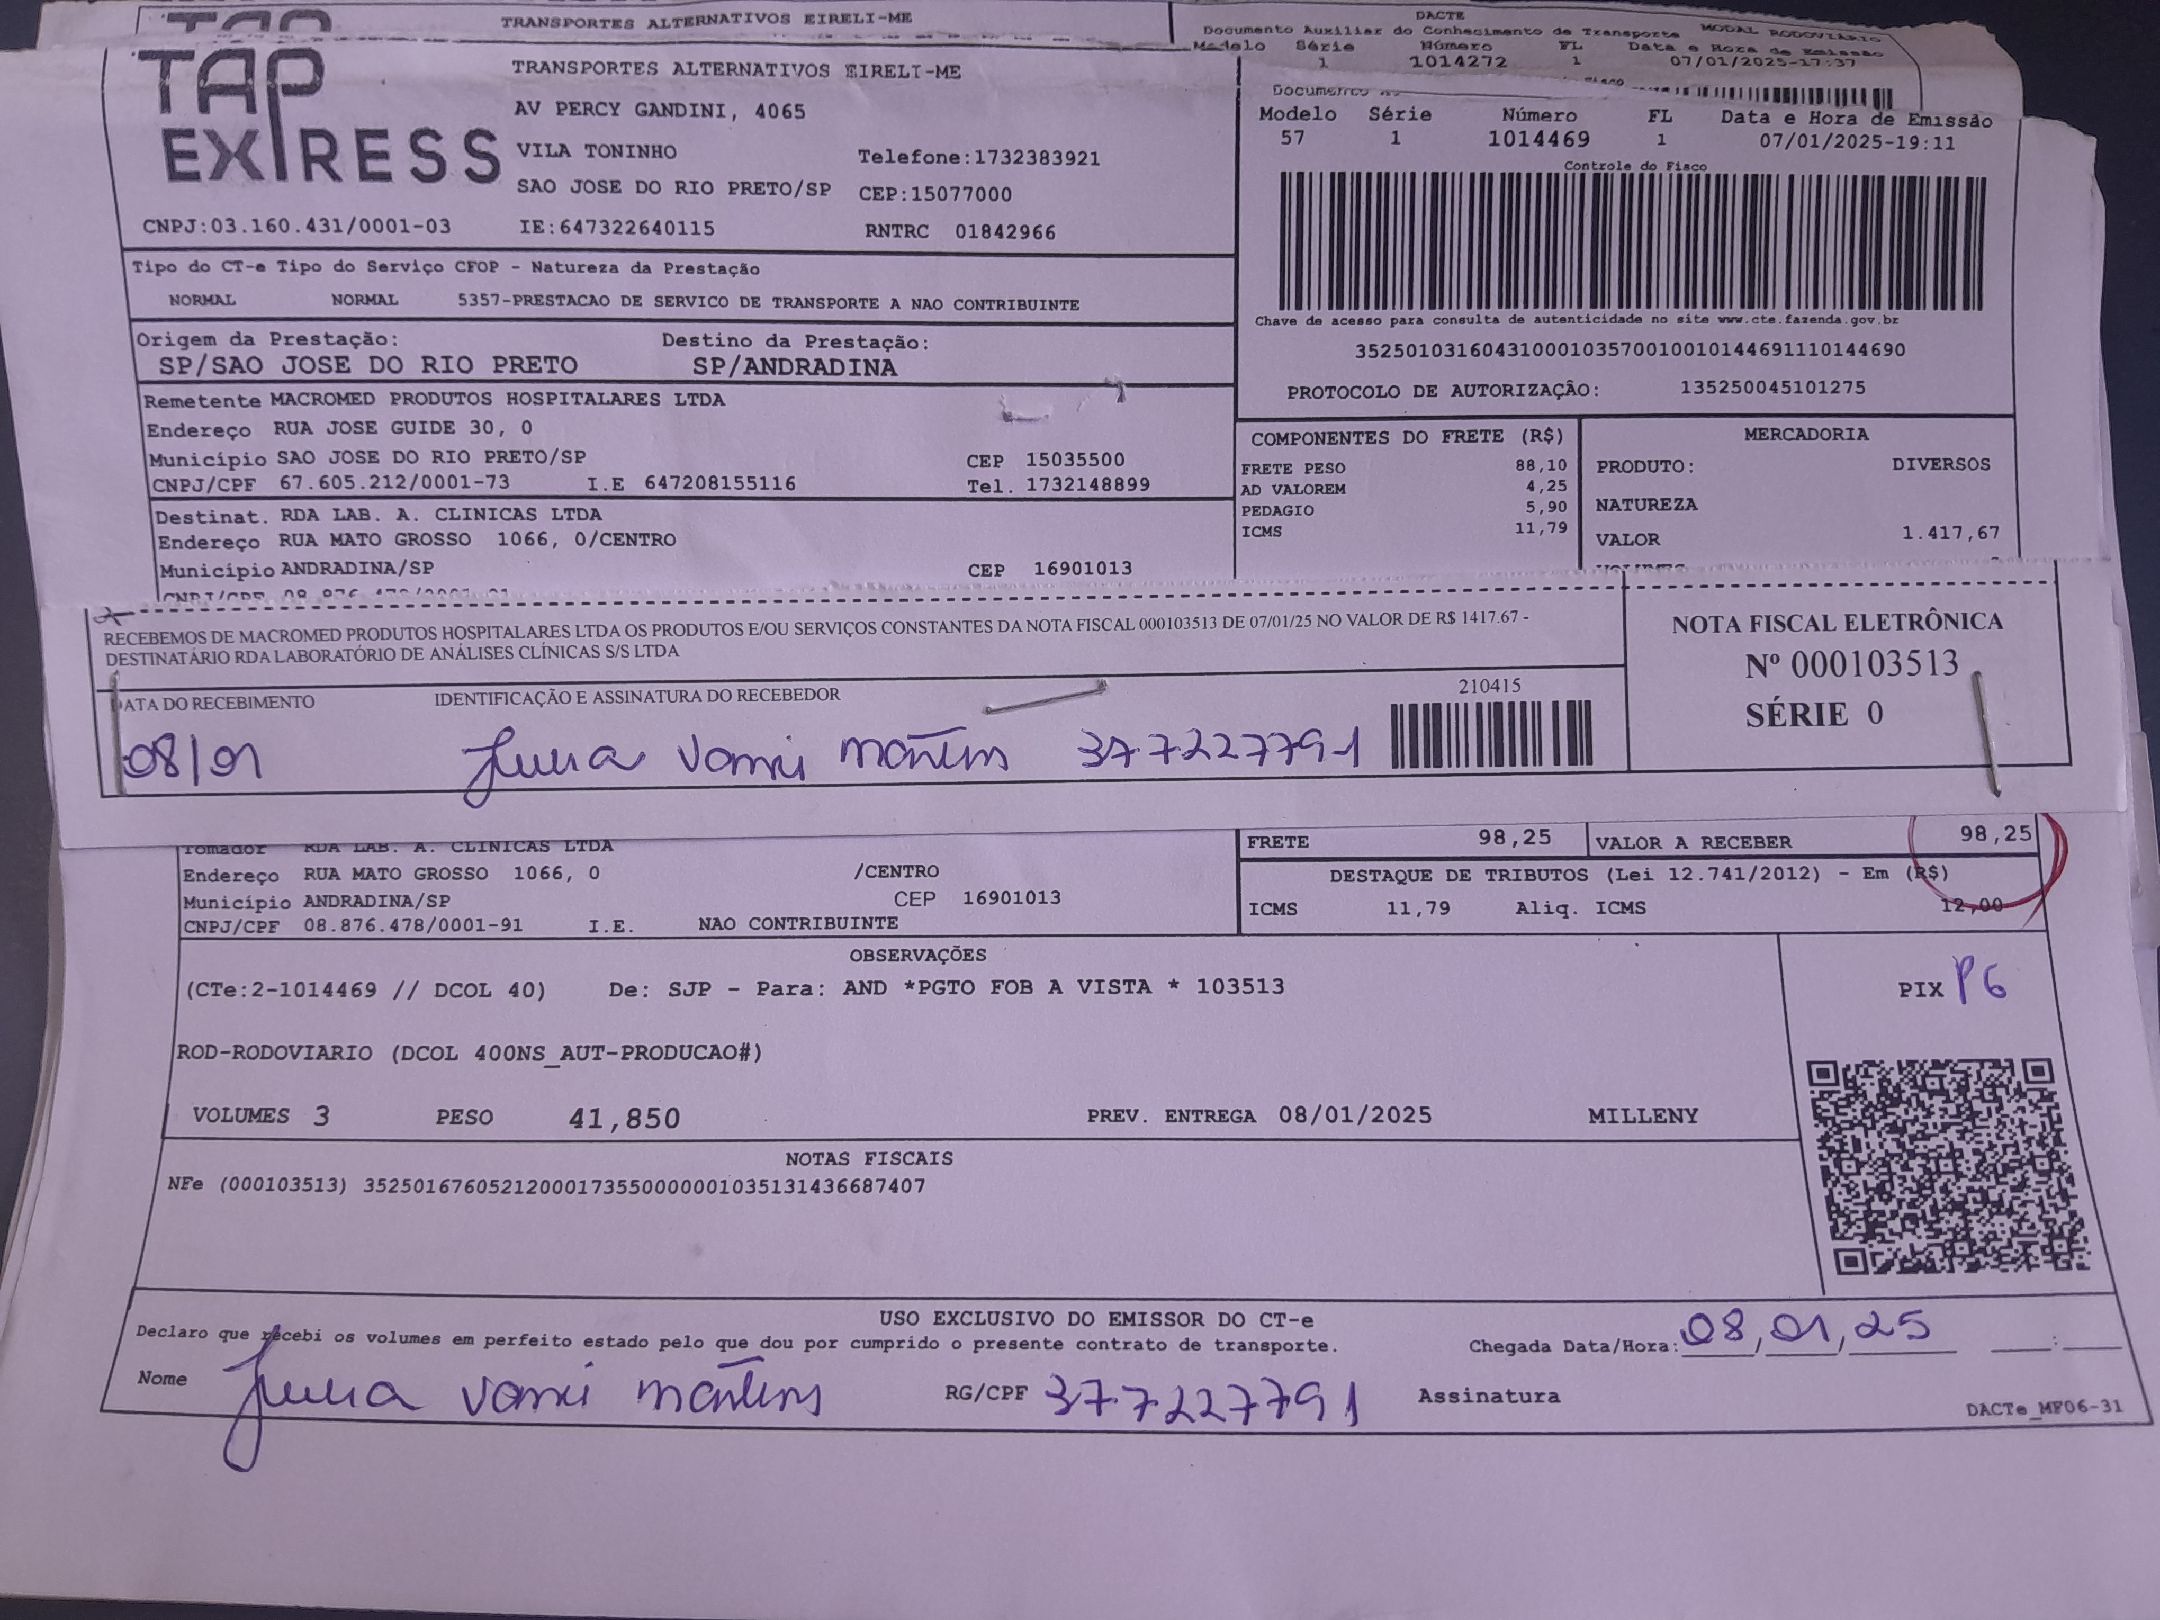 TRANSPORTES ALTERNATIVOS EIRELI-ME
DACTE
Documento Auxiliar do Conhecimento de Transporte MODAL RODOVIÁRIO
Modelo Série Número FL Data e Hora de Emissão
1 1014272 1 07/01/2025-17:37
TAP
EXPRESS
TRANSPORTES ALTERNATIVOS EIRELI-ME
AV PERCY GANDINI, 4065
VILA TONINHO Telefone:1732383921
SAO JOSE DO RIO PRETO/SP CEP:15077000
CNPJ:03.160.431/0001-03 IE:647322640115 RNTRC 01842966
Modelo Série Número FL Data e Hora de Emissão
57 1 1014469 1 07/01/2025-19:11
Controle do Fisco
Chave de acesso para consulta de autenticidade no site www.cte.fazenda.gov.br
35250103160431000103570010010144691110144690
PROTOCOLO DE AUTORIZAÇÃO: 135250045101275
Tipo do CT-e Tipo do Serviço CFOP - Natureza da Prestação
NORMAL NORMAL 5357-PRESTACAO DE SERVICO DE TRANSPORTE A NAO CONTRIBUINTE
Origem da Prestação: Destino da Prestação:
SP/SAO JOSE DO RIO PRETO SP/ANDRADINA
Remetente MACROMED PRODUTOS HOSPITALARES LTDA
Endereço RUA JOSE GUIDE 30, 0
Município SAO JOSE DO RIO PRETO/SP CEP 15035500
CNPJ/CPF 67.605.212/0001-73 I.E 647208155116 Tel. 1732148899
Destinat. RDA LAB. A. CLINICAS LTDA
Endereço RUA MATO GROSSO 1066, 0/CENTRO
Município ANDRADINA/SP CEP 16901013
COMPONENTES DO FRETE (R$)
FRETE PESO 88,10
AD VALOREM 4,25
PEDAGIO 5,90
ICMS 11,79
MERCADORIA
PRODUTO: DIVERSOS
NATUREZA
VALOR 1.417,67
RECEBEMOS DE MACROMED PRODUTOS HOSPITALARES LTDA OS PRODUTOS E/OU SERVIÇOS CONSTANTES DA NOTA FISCAL 000103513 DE 07/01/25 NO VALOR DE R$ 1417.67 -
DESTINATÁRIO RDA LABORATÓRIO DE ANÁLISES CLÍNICAS S/S LTDA
DATA DO RECEBIMENTO IDENTIFICAÇÃO E ASSINATURA DO RECEBEDOR
08/01 Martins 377227791
210415
NOTA FISCAL ELETRÔNICA
Nº 000103513
SÉRIE 0
Tomador RDA LAB. A. CLINICAS LTDA
Endereço RUA MATO GROSSO 1066, 0 /CENTRO
Município ANDRADINA/SP CEP 16901013
CNPJ/CPF 08.876.478/0001-91 I.E. NAO CONTRIBUINTE
FRETE 98,25 VALOR A RECEBER 98,25
DESTAQUE DE TRIBUTOS (Lei 12.741/2012) - Em (R$)
ICMS 11,79 Aliq. ICMS 12,00
OBSERVAÇÕES
(CTe:2-1014469 // DCOL 40) De: SJP - Para: AND *PGTO FOB A VISTA * 103513
PIX PG
ROD-RODOVIARIO (DCOL 400NS_AUT-PRODUCAO#)
VOLUMES 3 PESO 41,850 PREV. ENTREGA 08/01/2025 MILLENY
NOTAS FISCAIS
NFe (000103513) 35250167605212000173550000001035131436687407
USO EXCLUSIVO DO EMISSOR DO CT-e
Declaro que recebi os volumes em perfeito estado pelo que dou por cumprido o presente contrato de transporte. Chegada Data/Hora: 08/01/25 :
Nome Martins RG/CPF 377227791 Assinatura
DACTe_MF06-31